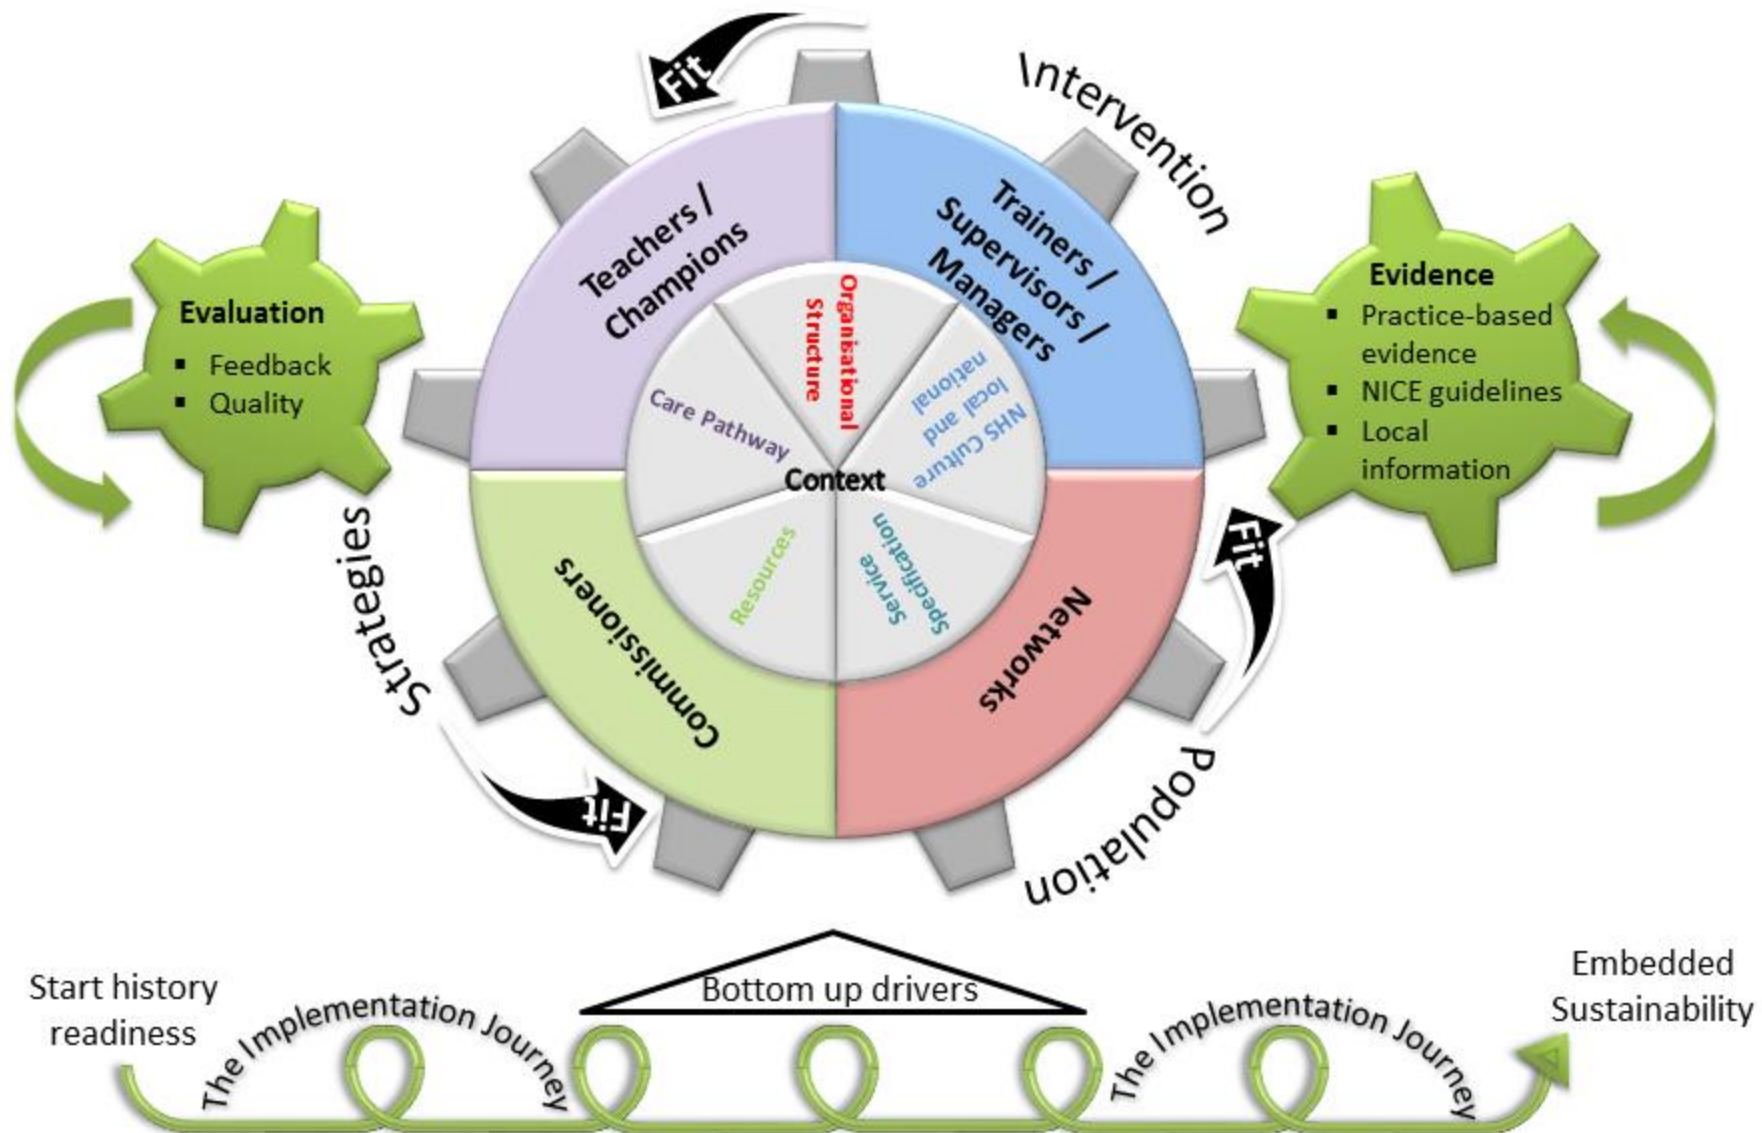 Fit
Intervention
Teachers /
Champions
Trainers /
Supervisors /
Managers
Evaluation
▪ Feedback
▪ Quality
Evidence
▪ Practice-based
evidence
▪ NICE guidelines
▪ Local
information
Organisational
Structure
NHS Culture
local and
national
Care Pathway
Context
Resources
Service
Specification
Strategies
Fit
Commissioners
Networks
Fit
Population
Bottom up drivers
Start history
readiness
The Implementation Journey
The Implementation Journey
Embedded
Sustainability